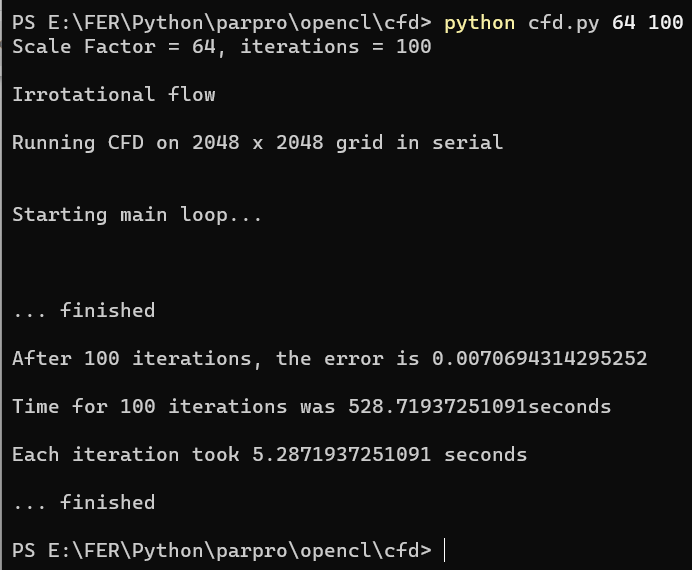 PS E:\FER\Python\parpro\opencl\cfd> python cfd.py 64 100
Scale Factor = 64, iterations = 100
Irrotational flow
Running CFD on 2048 x 2048 grid in serial
Starting main loop...
... finished
After 100 iterations, the error is 0.0070694314295252
Time for 100 iterations was 528.71937251091seconds
Each iteration took 5.2871937251091 seconds
... finished
PS E:\FER\Python\parpro\opencl\cfd>